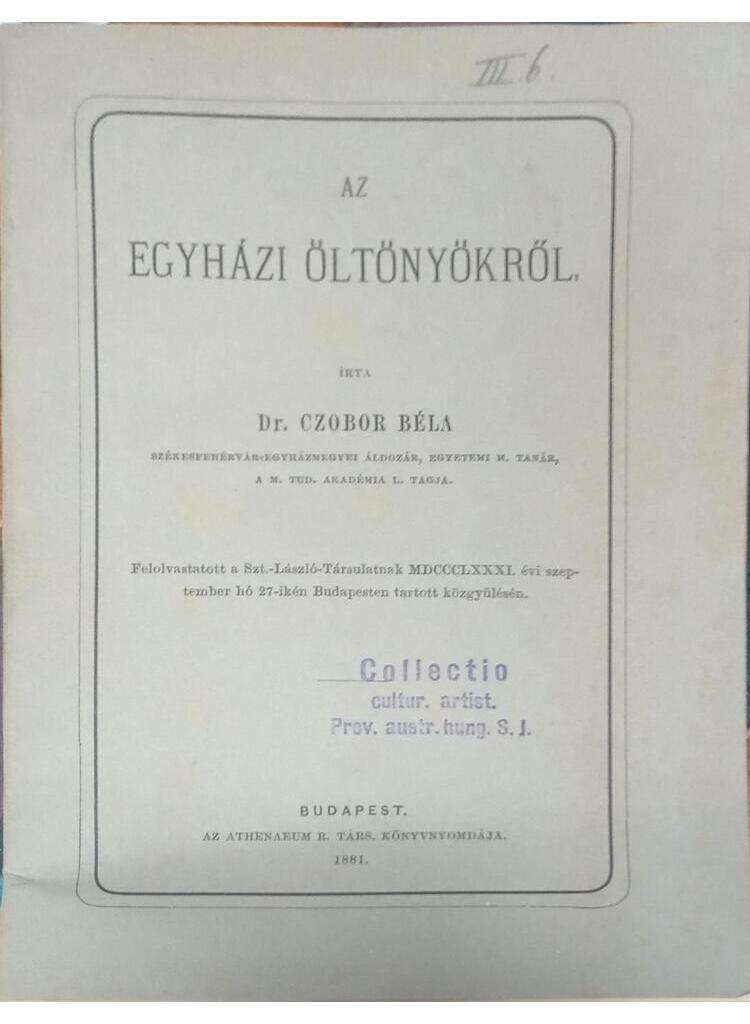 III. 6.
AZ
EGYHÁZI ÖLTÖNYÖKRŐL.
ÍRTA
Dr. CZOBOR BÉLA
SZÉKESFEHÉRVÁR-EGYHÁZMEGYEI ÁLDOZÁR, EGYETEMI M. TANÁR,
A M. TUD. AKADÉMIA L. TAGJA.
Felolvastatott a Szt.-László-Társulatnak MDCCCLXXXI. évi szep-
tember hó 27-ikén Budapesten tartott közgyülésén.
Collectio
cultur. artist.
Prov. austr. hung. S. J.
BUDAPEST.
AZ ATHENAEUM R. TÁRS. KÖNYVNYOMDÁJA.
1881.